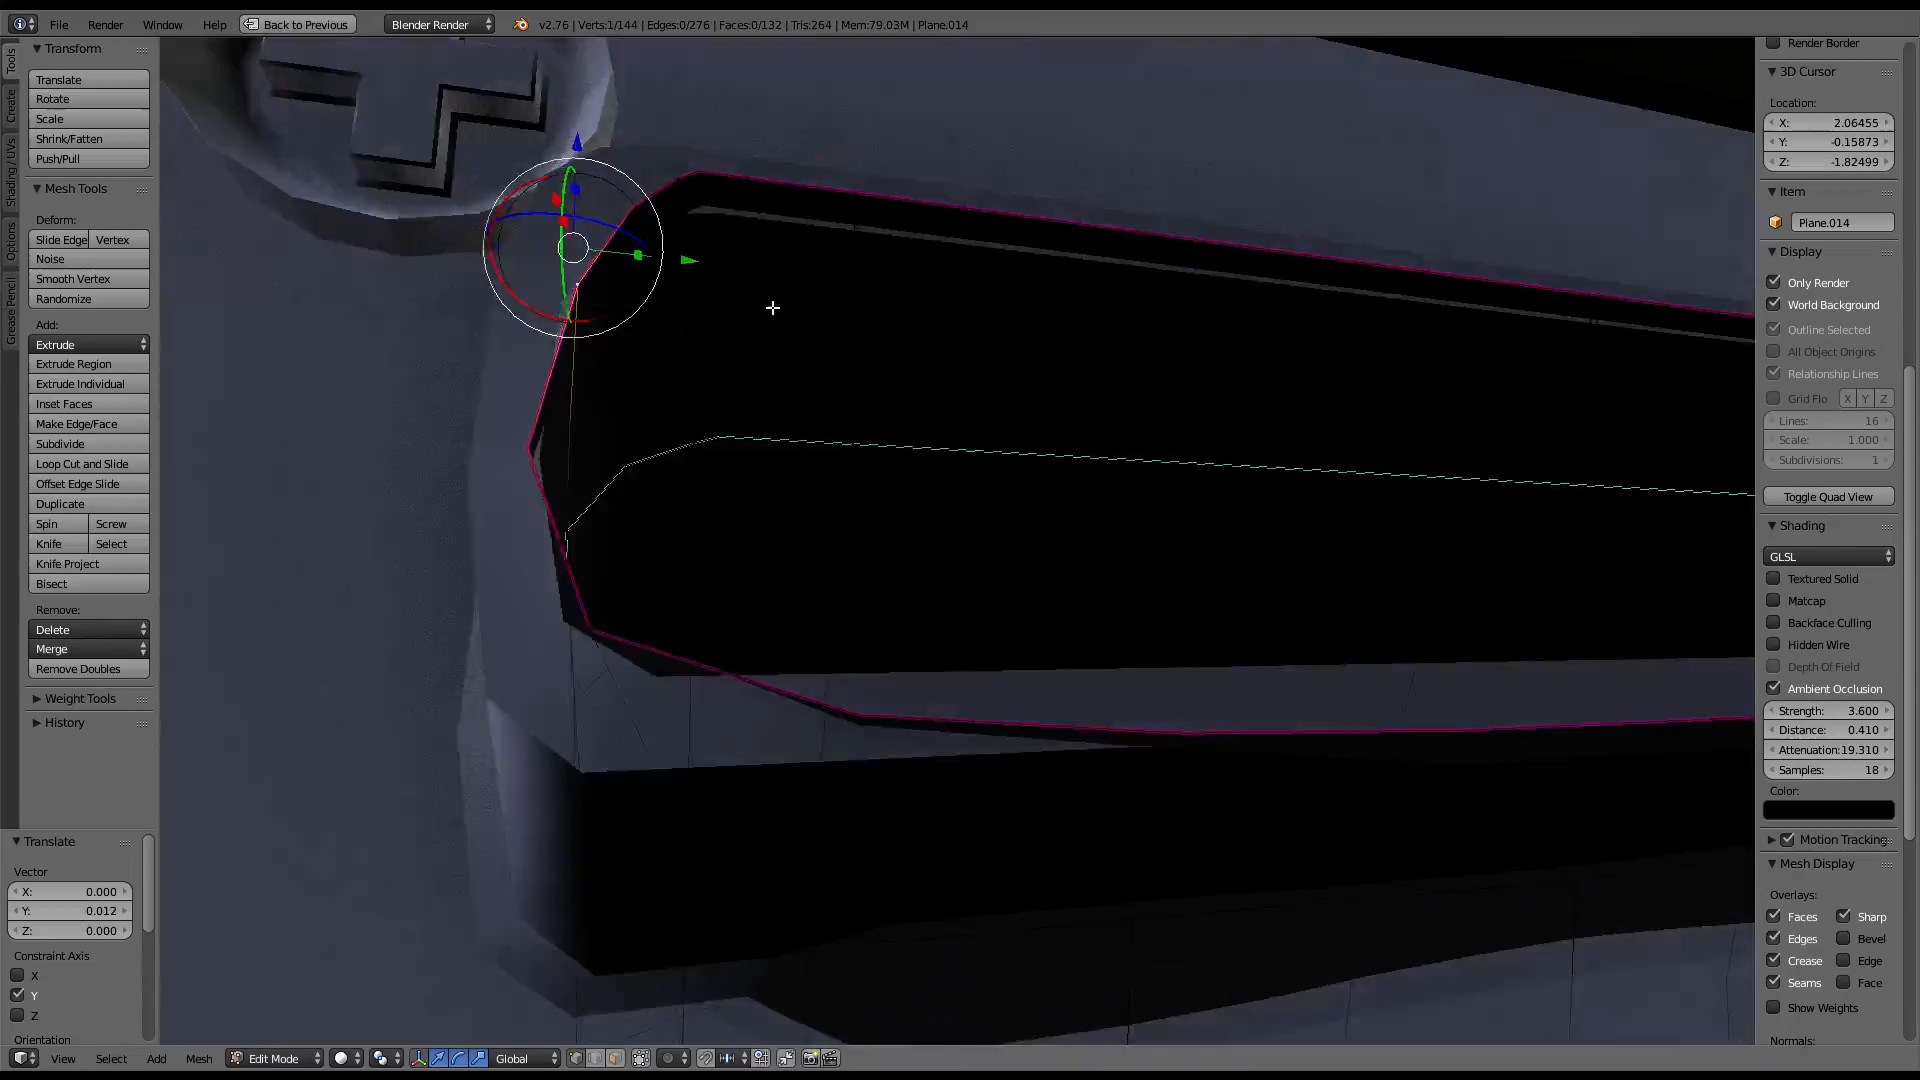 File Render Window Help Back to Previous Blender Render v2.76 | Verts:1/144 | Edges:0/276 | Faces:0/132 | Tris:264 | Mem:79.03M | Plane.014
Tools
Create
Shading / UVs
Options
Grease Pencil
Transform
Translate
Rotate
Scale
Shrink/Fatten
Push/Pull
Mesh Tools
Deform:
Slide Edge Vertex
Noise
Smooth Vertex
Randomize
Add:
Extrude
Extrude Region
Extrude Individual
Inset Faces
Make Edge/Face
Subdivide
Loop Cut and Slide
Offset Edge Slide
Duplicate
Spin Screw
Knife Select
Knife Project
Bisect
Remove:
Delete
Merge
Remove Doubles
Weight Tools
History
Translate
Vector
X: 0.000
Y: 0.012
Z: 0.000
Constraint Axis
X
Y
Z
Orientation
Render Border
3D Cursor
Location:
X: 2.06455
Y: -0.15873
Z: -1.82499
Item
Plane.014
Display
Only Render
World Background
Outline Selected
All Object Origins
Relationship Lines
Grid Flo X Y Z
Lines: 16
Scale: 1.000
Subdivisions: 1
Toggle Quad View
Shading
GLSL
Textured Solid
Matcap
Backface Culling
Hidden Wire
Depth Of Field
Ambient Occlusion
Strength: 3.600
Distance: 0.410
Attenuation:19.310
Samples: 18
Color:
Motion Tracking
Mesh Display
Overlays:
Faces Sharp
Edges Bevel
Crease Edge
Seams Face
Show Weights
Normals:
View Select Add Mesh Edit Mode Global